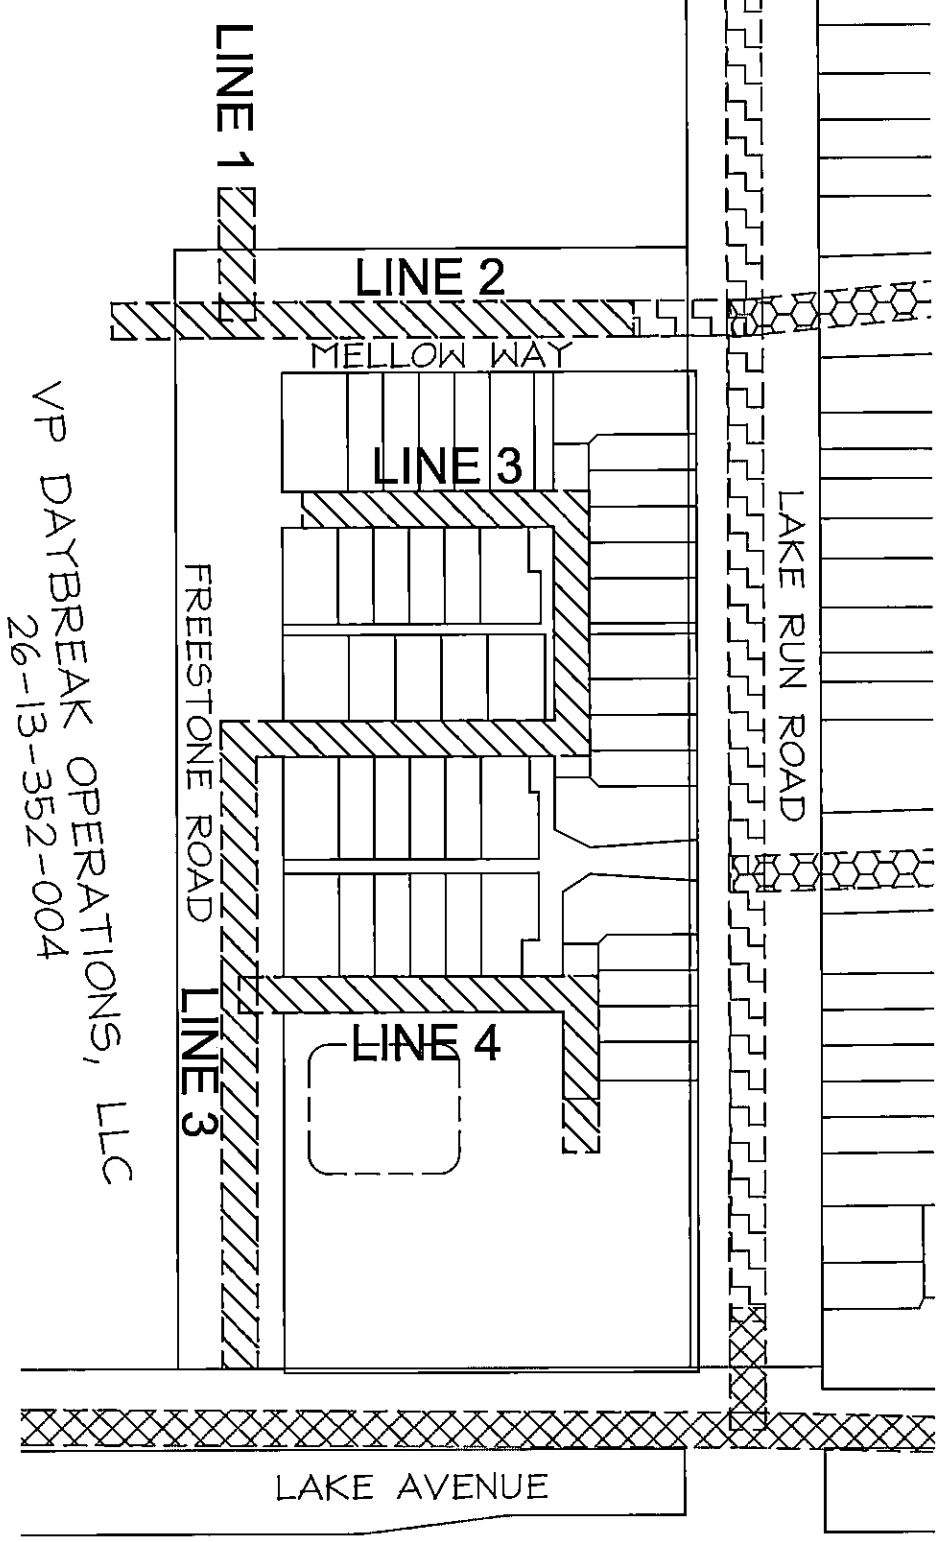 LINE 1
LINE 2
MELLOW WAY
LINE 3
LAKE RUN ROAD
FREESTONE ROAD
VP DAYBREAK OPERATIONS, LLC
26-13-352-004
LINE 3
LINE 4
LAKE AVENUE